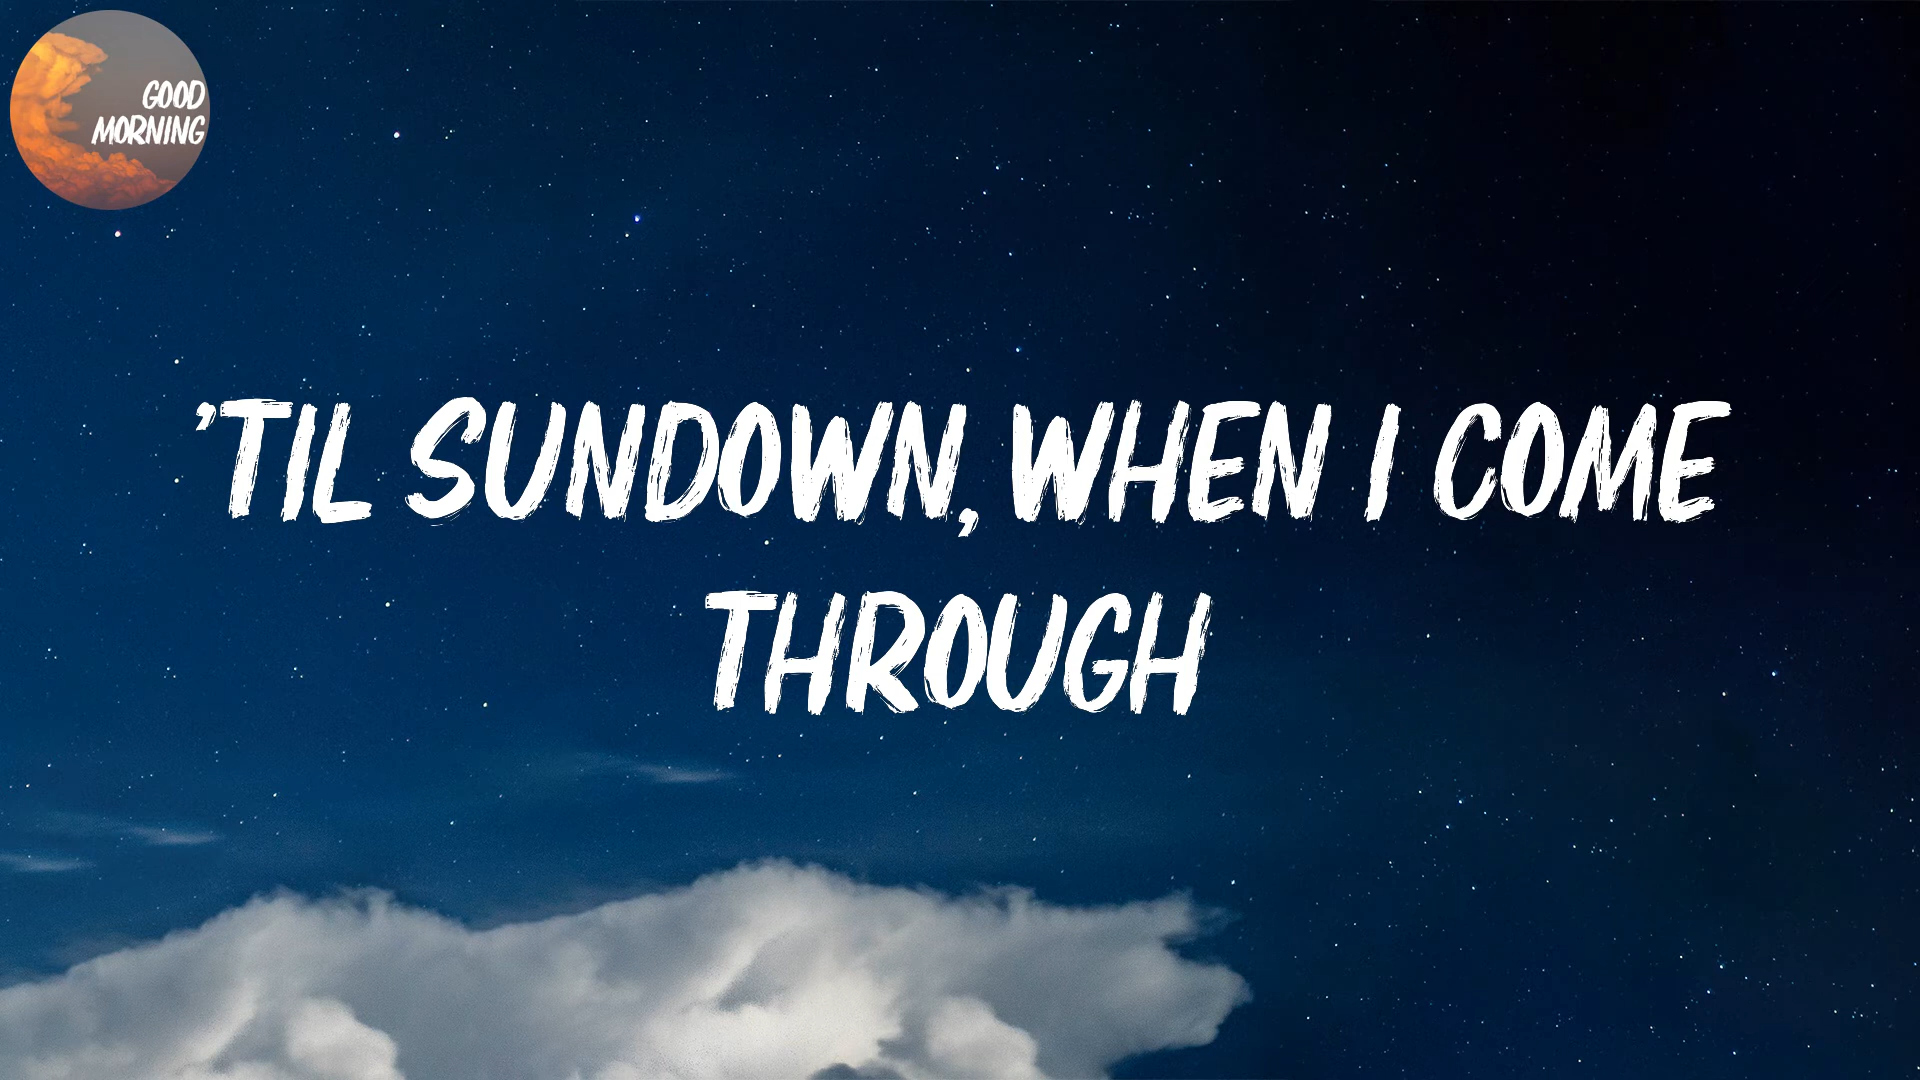 GOOD
MORNING
'TIL SUNDOWN, WHEN I COME
THROUGH